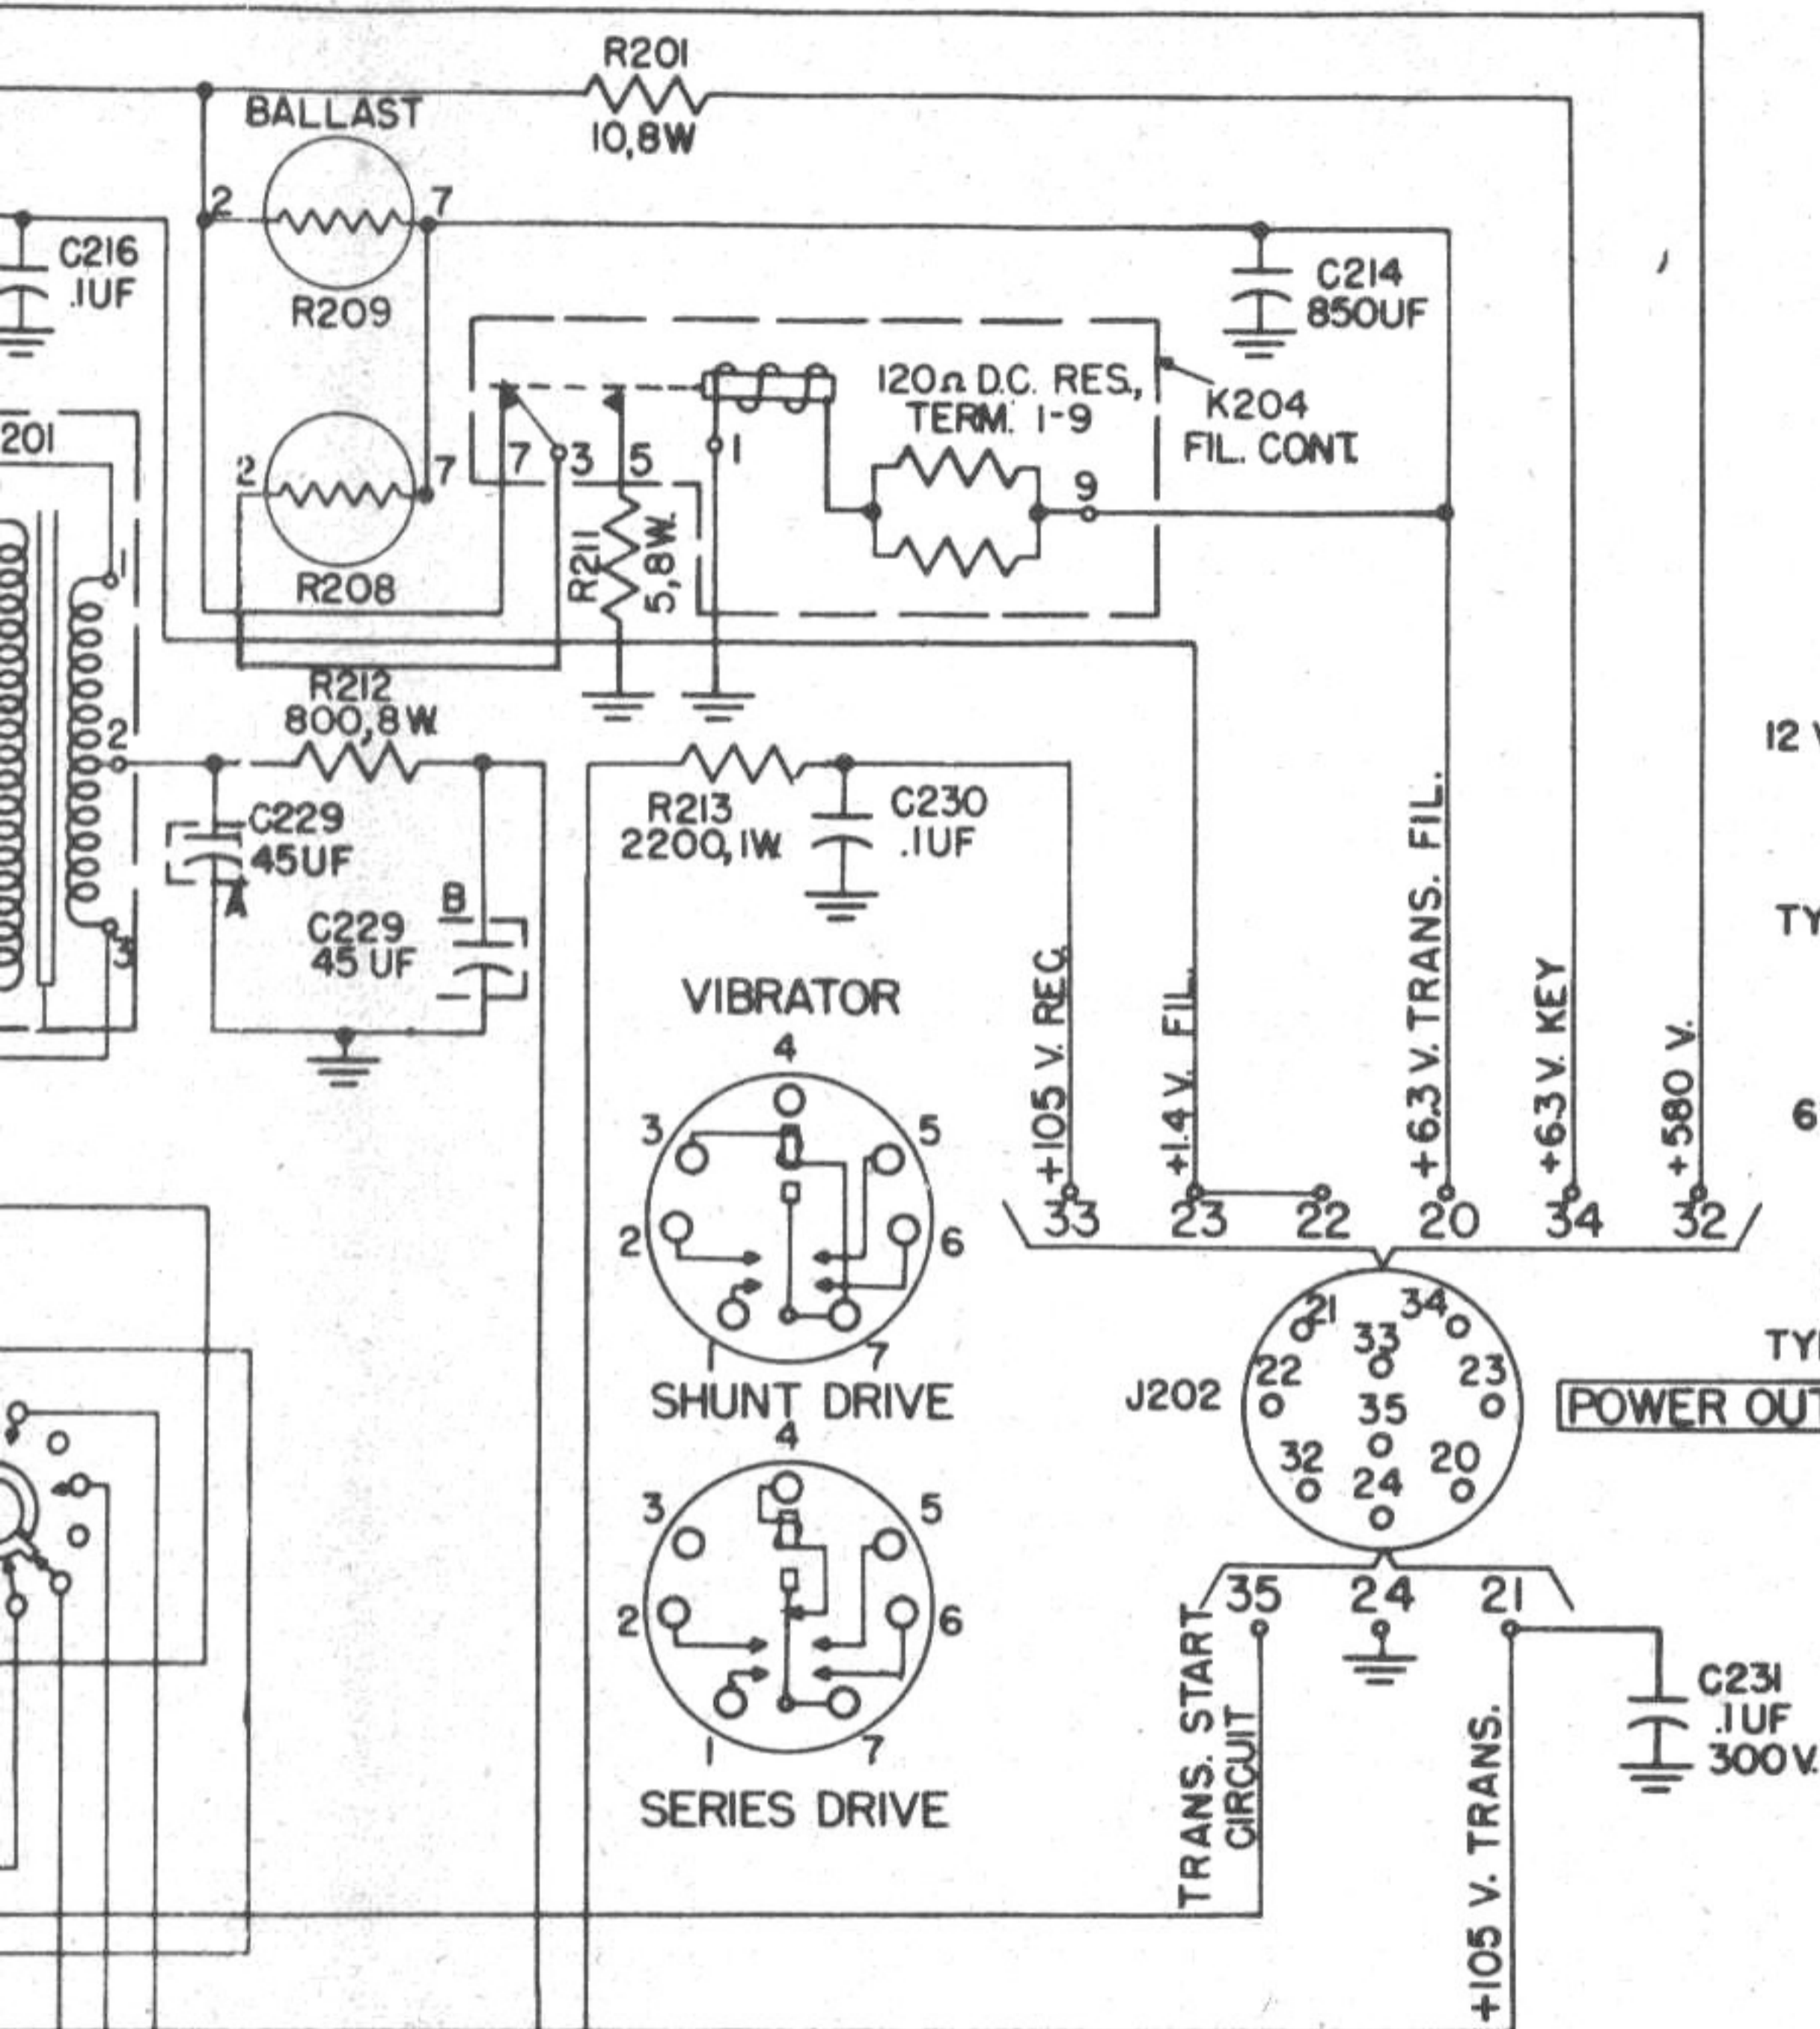 R201
10,8W
BALLAST
2
7
R209
C216
.1UF
C214
850UF
120Ω D.C. RES.,
TERM. 1-9
K204
FIL. CONT.
201
2
7
R208
7
3
5
1
9
R211
5,8W.
1
2
3
R212
800,8W.
C229
45UF
A
B
C229
45UF
R213
2200,1W.
C230
.1UF
12
TY
6
+105 V. REC.
+1.4 V. FIL.
+6.3 V. TRANS. FIL.
+6.3 V. KEY
+580 V.
33
23
22
20
34
32
VIBRATOR
4
3
5
2
6
1
7
SHUNT DRIVE
4
3
5
2
6
1
7
SERIES DRIVE
J202
21
34
33
22
23
35
32
20
24
TY
POWER OUT
35
24
21
TRANS. START
CIRCUIT
+105 V. TRANS.
C231
.1UF
300V.